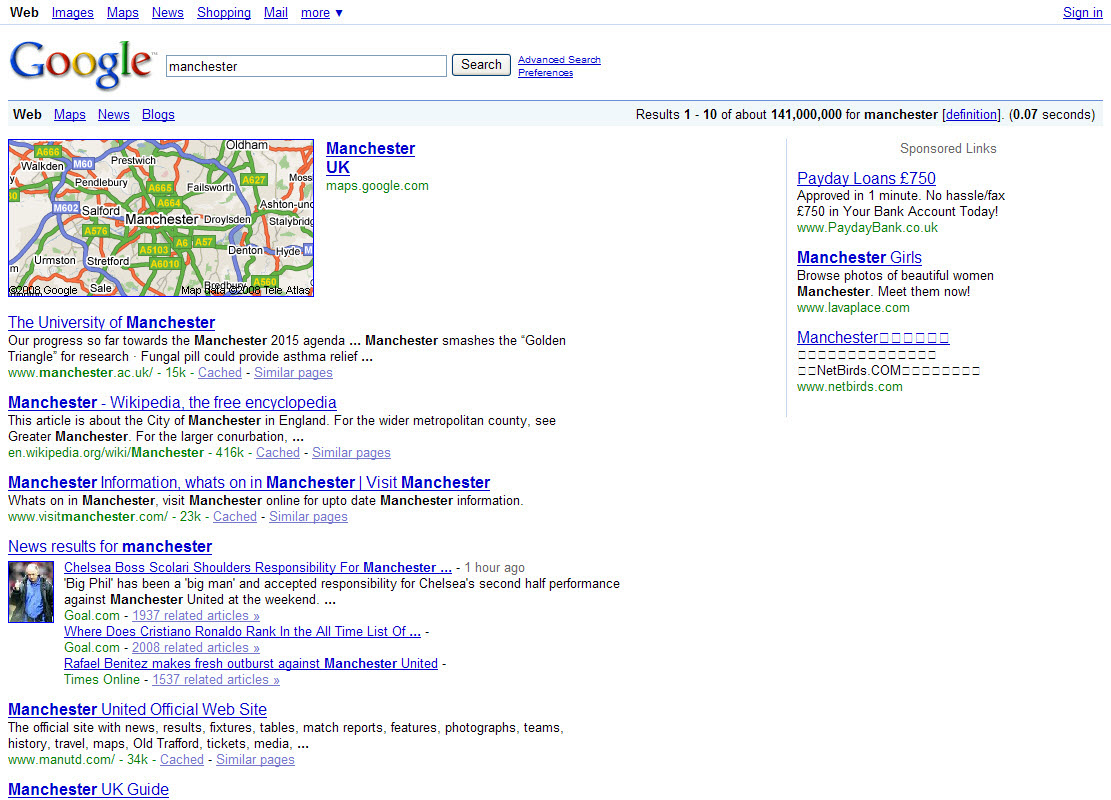 Web Images Maps News Shopping Mail more ▼ Sign in
Google™
manchester Search Advanced Search
Preferences
Web Maps News Blogs Results 1 - 10 of about 141,000,000 for manchester [definition]. (0.07 seconds)
A666
Oldham
Walkden
M60
Prestwich
Pendlebury
A665
Failsworth
A627
Moss
A664
M602
Salford
Manchester
Droylsden
Ashton-und
Stalybridg
A576
A6
A57
A5103
Denton
Hyde
M
Urmston
Stretford
A6010
Sale
Bredbury
A560
©2008 Google
Map data ©2008 Tele Atlas
Manchester
UK
maps.google.com
The University of Manchester
Our progress so far towards the Manchester 2015 agenda ... Manchester smashes the “Golden
Triangle” for research · Fungal pill could provide asthma relief ...
www.manchester.ac.uk/ - 15k - Cached - Similar pages
Manchester - Wikipedia, the free encyclopedia
This article is about the City of Manchester in England. For the wider metropolitan county, see
Greater Manchester. For the larger conurbation, ...
en.wikipedia.org/wiki/Manchester - 416k - Cached - Similar pages
Manchester Information, whats on in Manchester | Visit Manchester
Whats on in Manchester, visit Manchester online for upto date Manchester information.
www.visitmanchester.com/ - 23k - Cached - Similar pages
News results for manchester
Chelsea Boss Scolari Shoulders Responsibility For Manchester ... - 1 hour ago
'Big Phil' has been a 'big man' and accepted responsibility for Chelsea's second half performance
against Manchester United at the weekend. ...
Goal.com - 1937 related articles »
Where Does Cristiano Ronaldo Rank In the All Time List Of ... -
Goal.com - 2008 related articles »
Rafael Benitez makes fresh outburst against Manchester United -
Times Online - 1537 related articles »
Manchester United Official Web Site
The official site with news, results, fixtures, tables, match reports, features, photographs, teams,
history, travel, maps, Old Trafford, tickets, media, ...
www.manutd.com/ - 34k - Cached - Similar pages
Manchester UK Guide
Sponsored Links
Payday Loans £750
Approved in 1 minute. No hassle/fax
£750 in Your Bank Account Today!
www.PaydayBank.co.uk
Manchester Girls
Browse photos of beautiful women
Manchester. Meet them now!
www.lavaplace.com
Manchester
NetBirds.COM
www.netbirds.com